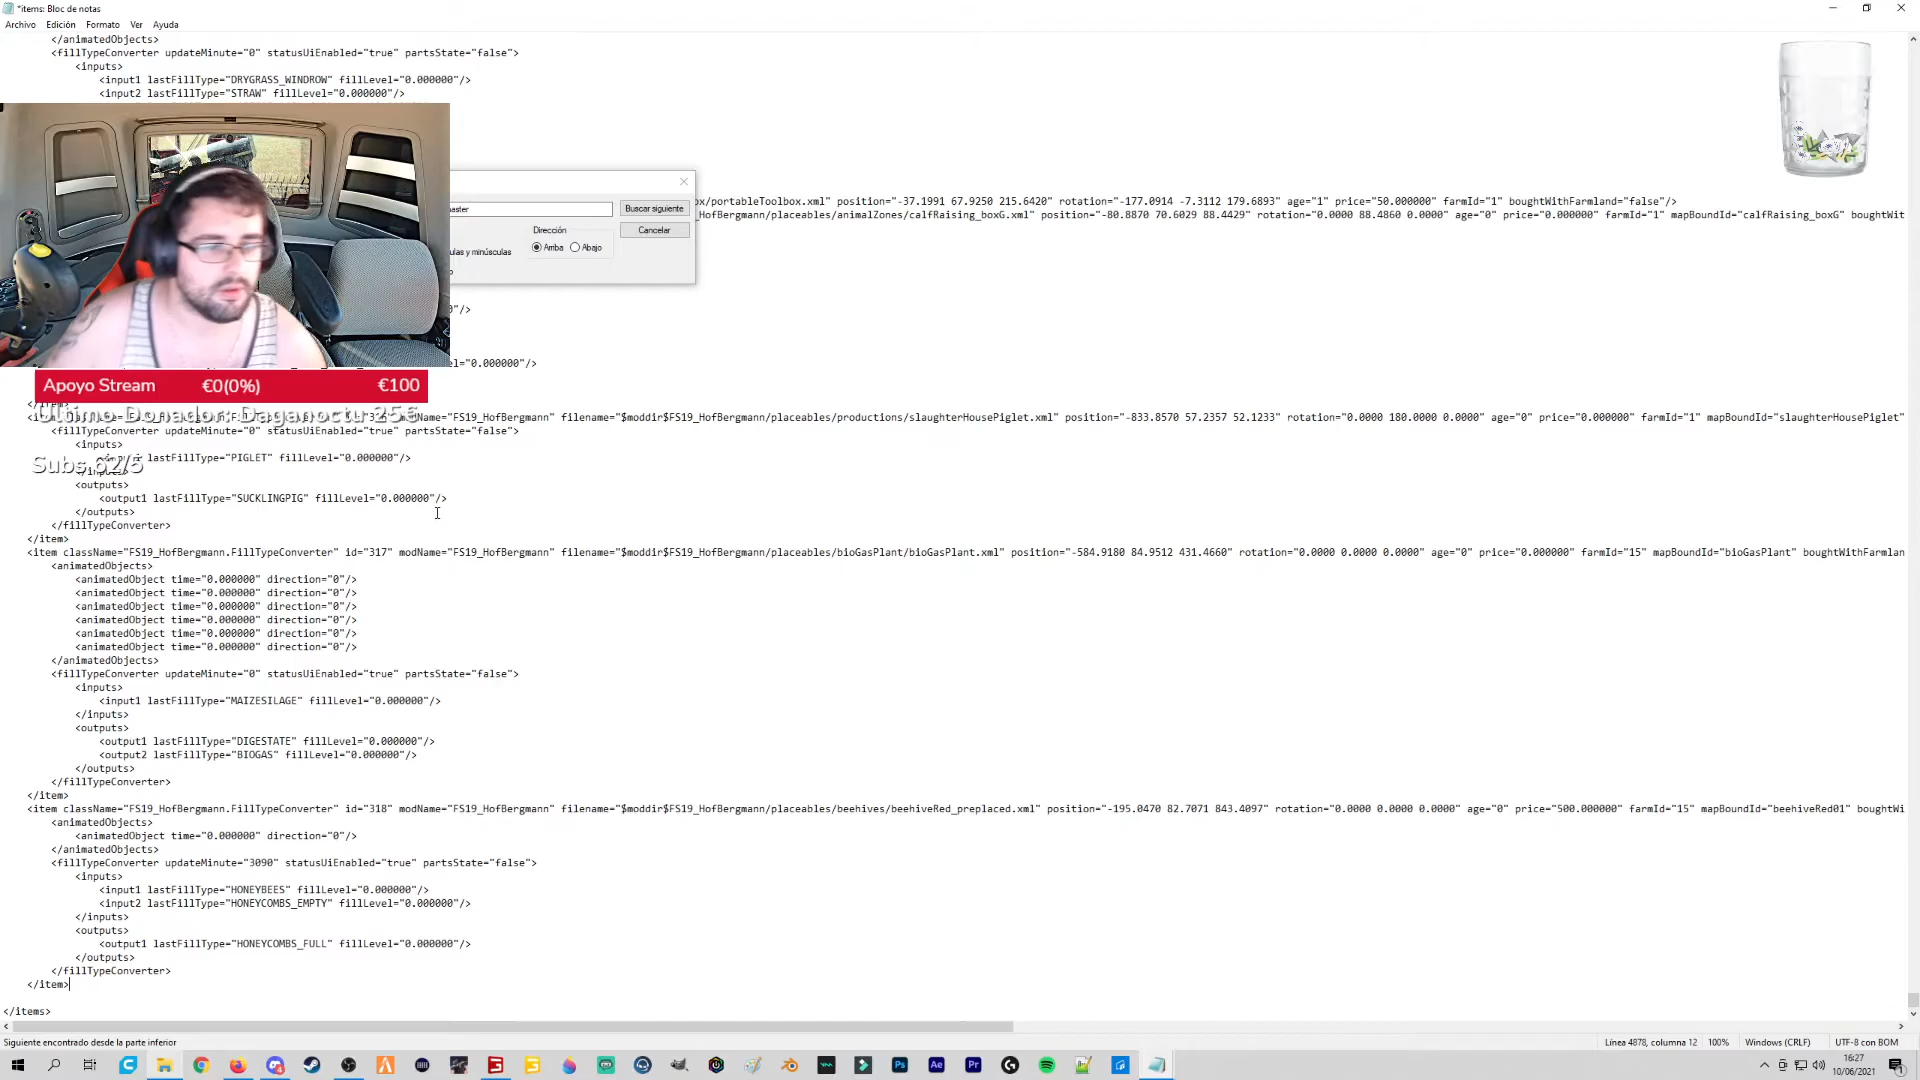 *items: Bloc de notas
Archivo Edición Formato Ver Ayuda
</animatedObjects>
<fillTypeConverter updateMinute="0" statusUiEnabled="true" partsState="false">
<inputs>
<input1 lastFillType="DRYGRASS_WINDROW" fillLevel="0.000000"/>
<input2 lastFillType="STRAW" fillLevel="0.000000"/>
aster Buscar siguiente
Dirección Cancelar
Arriba Abajo
ulas y minúsculas
ox/portableToolbox.xml" position="-37.1991 67.9250 215.6420" rotation="-177.0914 -7.3112 179.6893" age="1" price="50.000000" farmId="1" boughtWithFarmland="false"/>
_HofBergmann/placeables/animalZones/calfRaising_boxG.xml" position="-80.8870 70.6029 88.4429" rotation="0.0000 88.4860 0.0000" age="0" price="0.000000" farmId="1" mapBoundId="calfRaising_boxG" boughtWit
"/>
el="0.000000"/>
Apoyo Stream €0(0%) €100
Último Donador: Daganoctu 25€
modName="FS19_HofBergmann" filename="$moddir$FS19_HofBergmann/placeables/productions/slaughterHousePiglet.xml" position="-833.8570 57.2357 52.1233" rotation="0.0000 180.0000 0.0000" age="0" price="0.000000" farmId="1" mapBoundId="slaughterHousePiglet"
<fillTypeConverter updateMinute="0" statusUiEnabled="true" partsState="false">
<inputs>
lastFillType="PIGLET" fillLevel="0.000000"/>
Subs 62/5
</inputs>
<outputs>
<output1 lastFillType="SUCKLINGPIG" fillLevel="0.000000"/>
</outputs>
</fillTypeConverter>
</item>
<item className="FS19_HofBergmann.FillTypeConverter" id="317" modName="FS19_HofBergmann" filename="$moddir$FS19_HofBergmann/placeables/bioGasPlant/bioGasPlant.xml" position="-584.9180 84.9512 431.4660" rotation="0.0000 0.0000 0.0000" age="0" price="0.000000" farmId="15" mapBoundId="bioGasPlant" boughtWithFarmlan
<animatedObjects>
<animatedObject time="0.000000" direction="0"/>
<animatedObject time="0.000000" direction="0"/>
<animatedObject time="0.000000" direction="0"/>
<animatedObject time="0.000000" direction="0"/>
<animatedObject time="0.000000" direction="0"/>
<animatedObject time="0.000000" direction="0"/>
</animatedObjects>
<fillTypeConverter updateMinute="0" statusUiEnabled="true" partsState="false">
<inputs>
<input1 lastFillType="MAIZESILAGE" fillLevel="0.000000"/>
</inputs>
<outputs>
<output1 lastFillType="DIGESTATE" fillLevel="0.000000"/>
<output2 lastFillType="BIOGAS" fillLevel="0.000000"/>
</outputs>
</fillTypeConverter>
</item>
<item className="FS19_HofBergmann.FillTypeConverter" id="318" modName="FS19_HofBergmann" filename="$moddir$FS19_HofBergmann/placeables/beehives/beehiveRed_preplaced.xml" position="-195.0470 82.7071 843.4097" rotation="0.0000 0.0000 0.0000" age="0" price="500.000000" farmId="15" mapBoundId="beehiveRed01" boughtWi
<animatedObjects>
<animatedObject time="0.000000" direction="0"/>
</animatedObjects>
<fillTypeConverter updateMinute="3090" statusUiEnabled="true" partsState="false">
<inputs>
<input1 lastFillType="HONEYBEES" fillLevel="0.000000"/>
<input2 lastFillType="HONEYCOMBS_EMPTY" fillLevel="0.000000"/>
</inputs>
<outputs>
<output1 lastFillType="HONEYCOMBS_FULL" fillLevel="0.000000"/>
</outputs>
</fillTypeConverter>
</item>
</items>
Siguiente encontrado desde la parte inferior Línea 4878, columna 12 100% Windows (CRLF) UTF-8 con BOM
16:27
10/06/2021